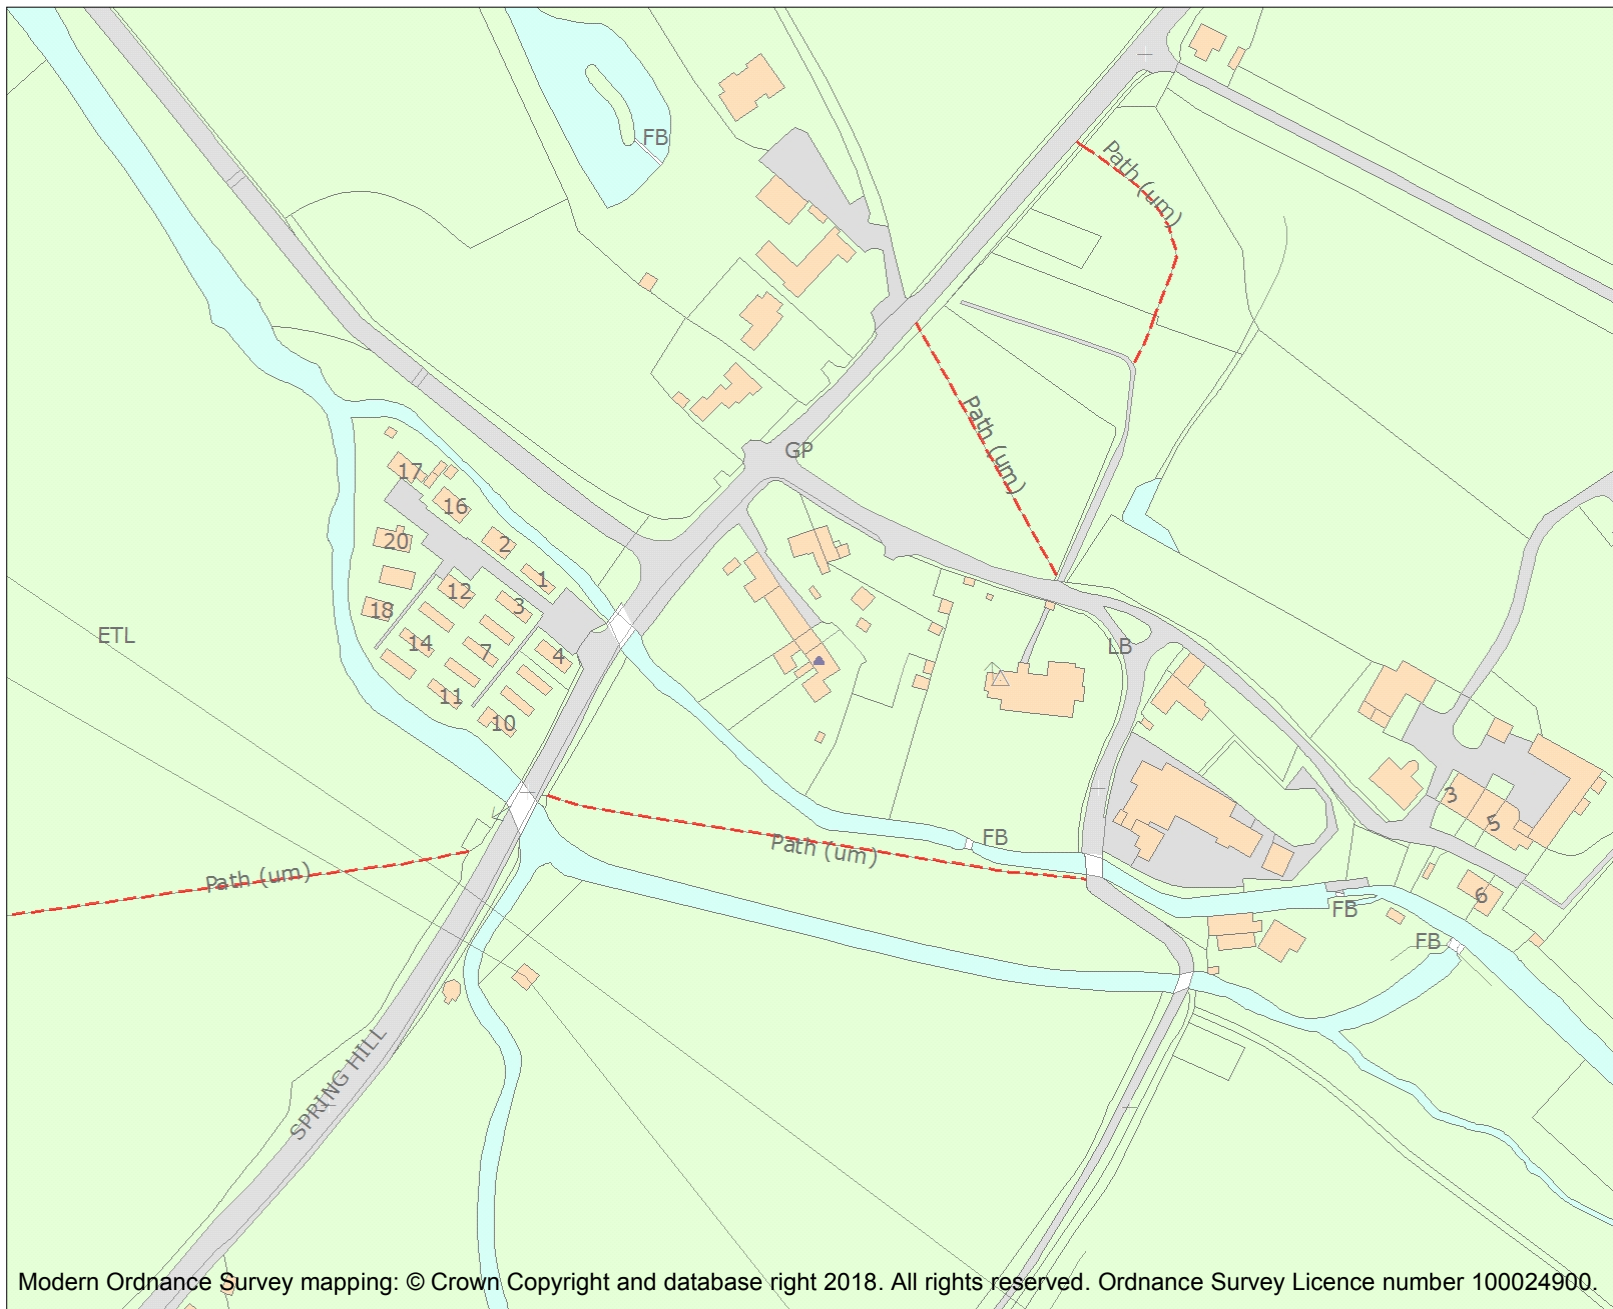 FB
Path (um)
GP
Path (um)
17
16
20
2
1
12
3
18
ETL
14
7
4
LB
11
10
3
5
FB
Path (um)
Path (um)
6
FB
FB
SPRING HILL
Modern Ordnance Survey mapping: © Crown Copyright and database right 2018. All rights reserved. Ordnance Survey Licence number 100024900.